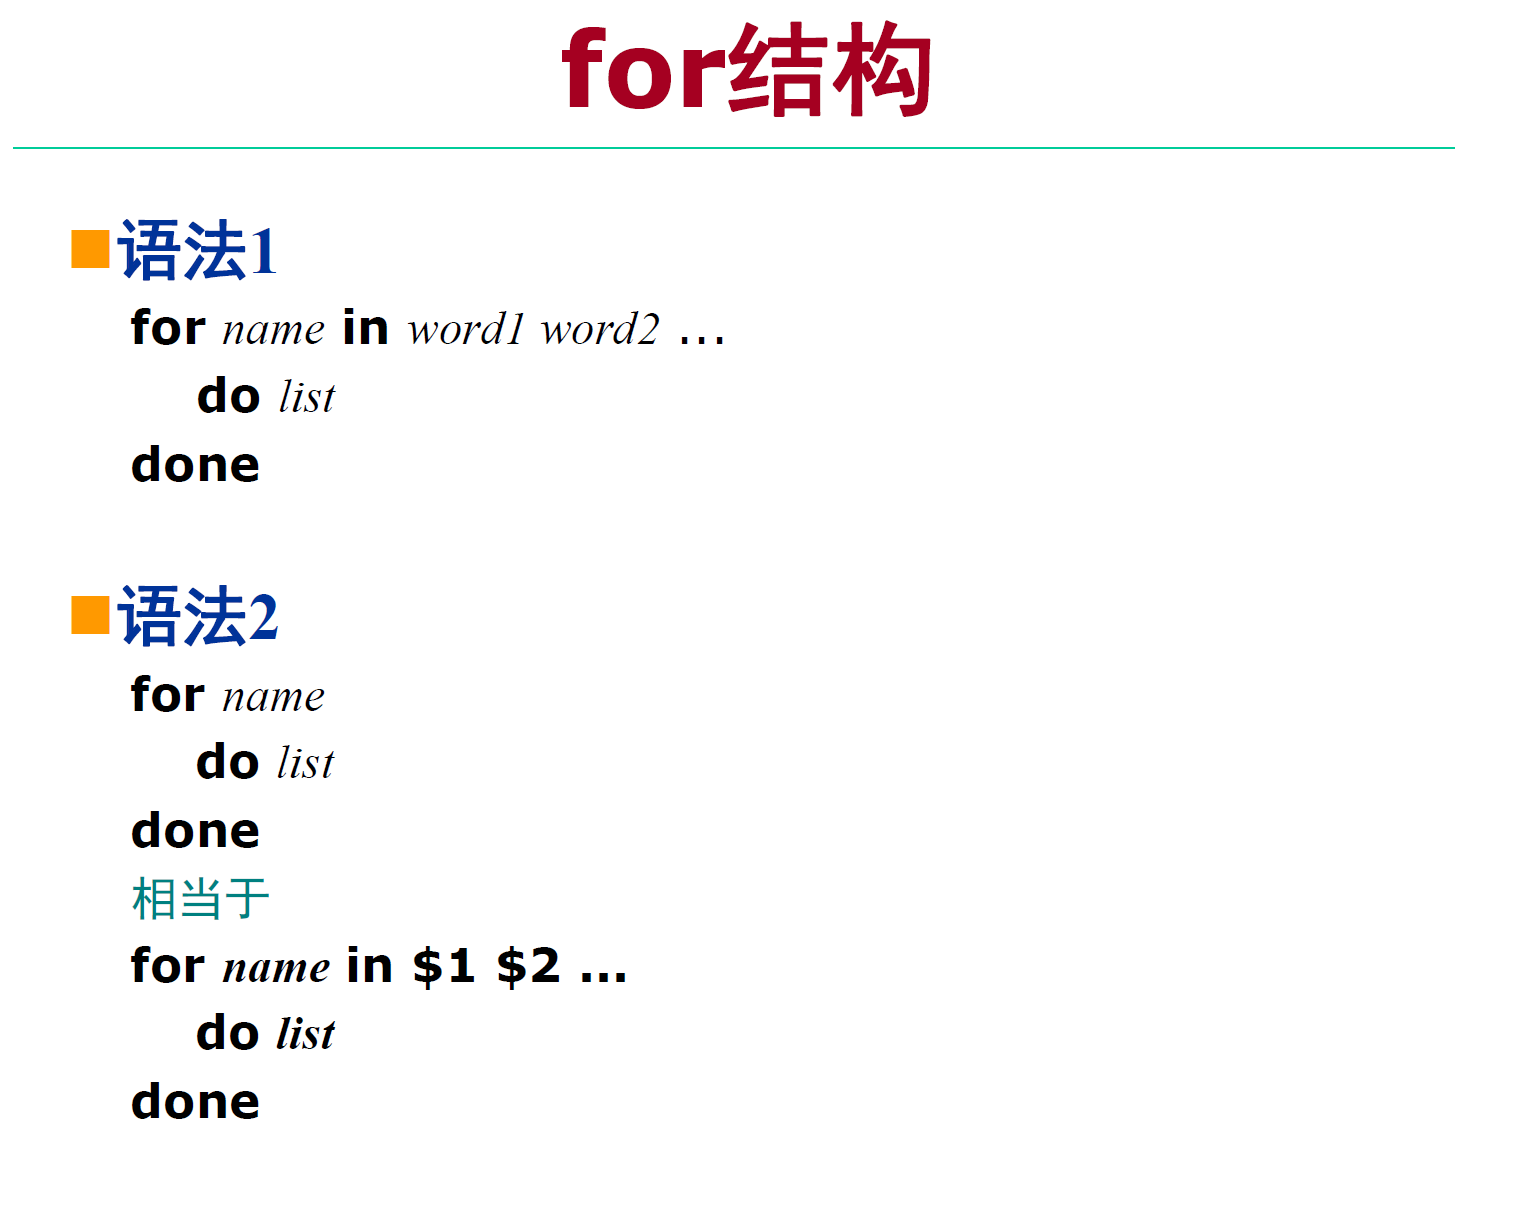 for结构
语法1
for name in word1 word2 …
do list
done
语法2
for name
do list
done
相当于
for name in $1 $2 …
do list
done